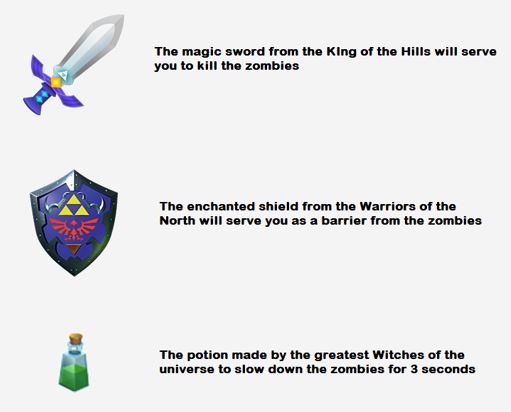 The magic sword from the KIng of the Hills will serve
you to kill the zombies
The enchanted shield from the Warriors of the
North will serve you as a barrier from the zombies
The potion made by the greatest Witches of the
universe to slow down the zombies for 3 seconds